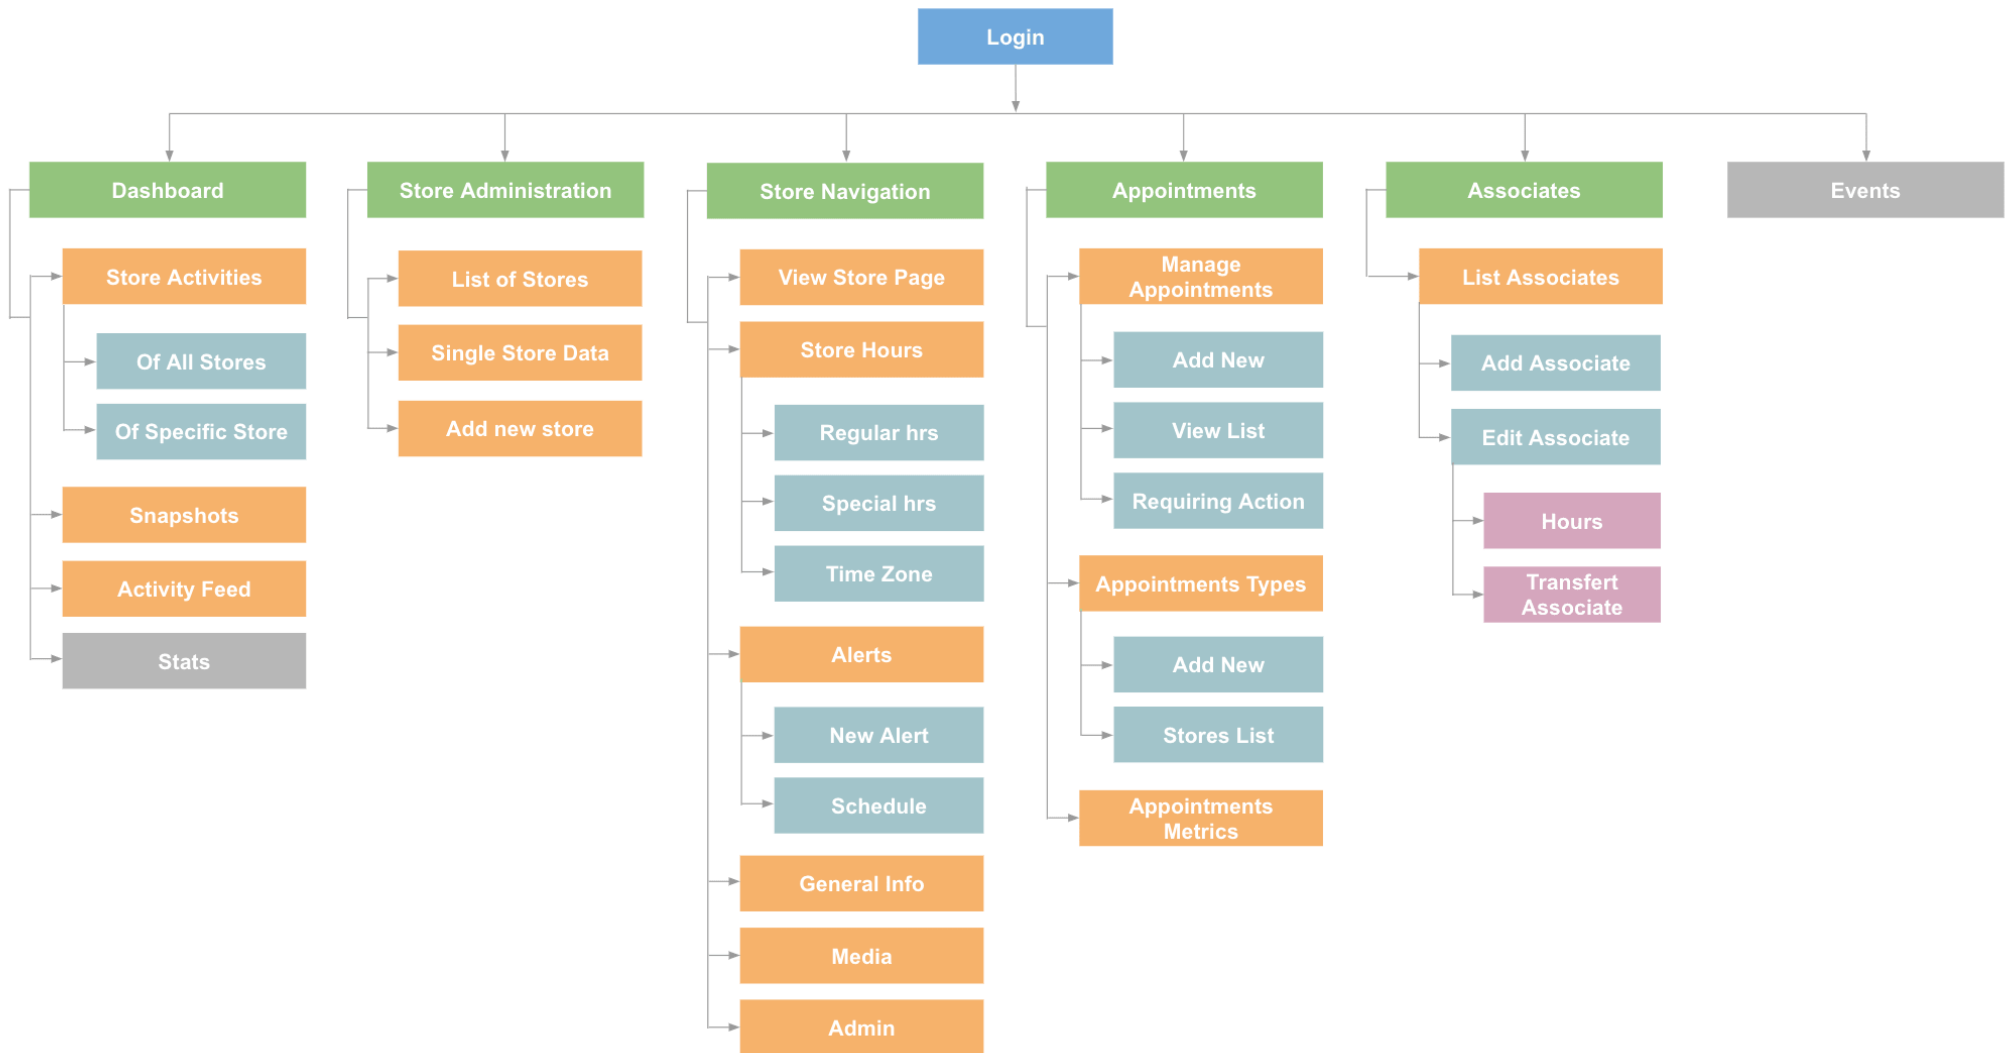 Login
Dashboard
Store Activities
Of All Stores
Of Specific Store
Snapshots
Activity Feed
Stats
Store Administration
List of Stores
Single Store Data
Add new store
Store Navigation
View Store Page
Store Hours
Regular hrs
Special hrs
Time Zone
Alerts
New Alert
Schedule
General Info
Media
Admin
Appointments
Manage
Appointments
Add New
View List
Requiring Action
Appointments Types
Add New
Stores List
Appointments
Metrics
Associates
List Associates
Add Associate
Edit Associate
Hours
Transfert
Associate
Events